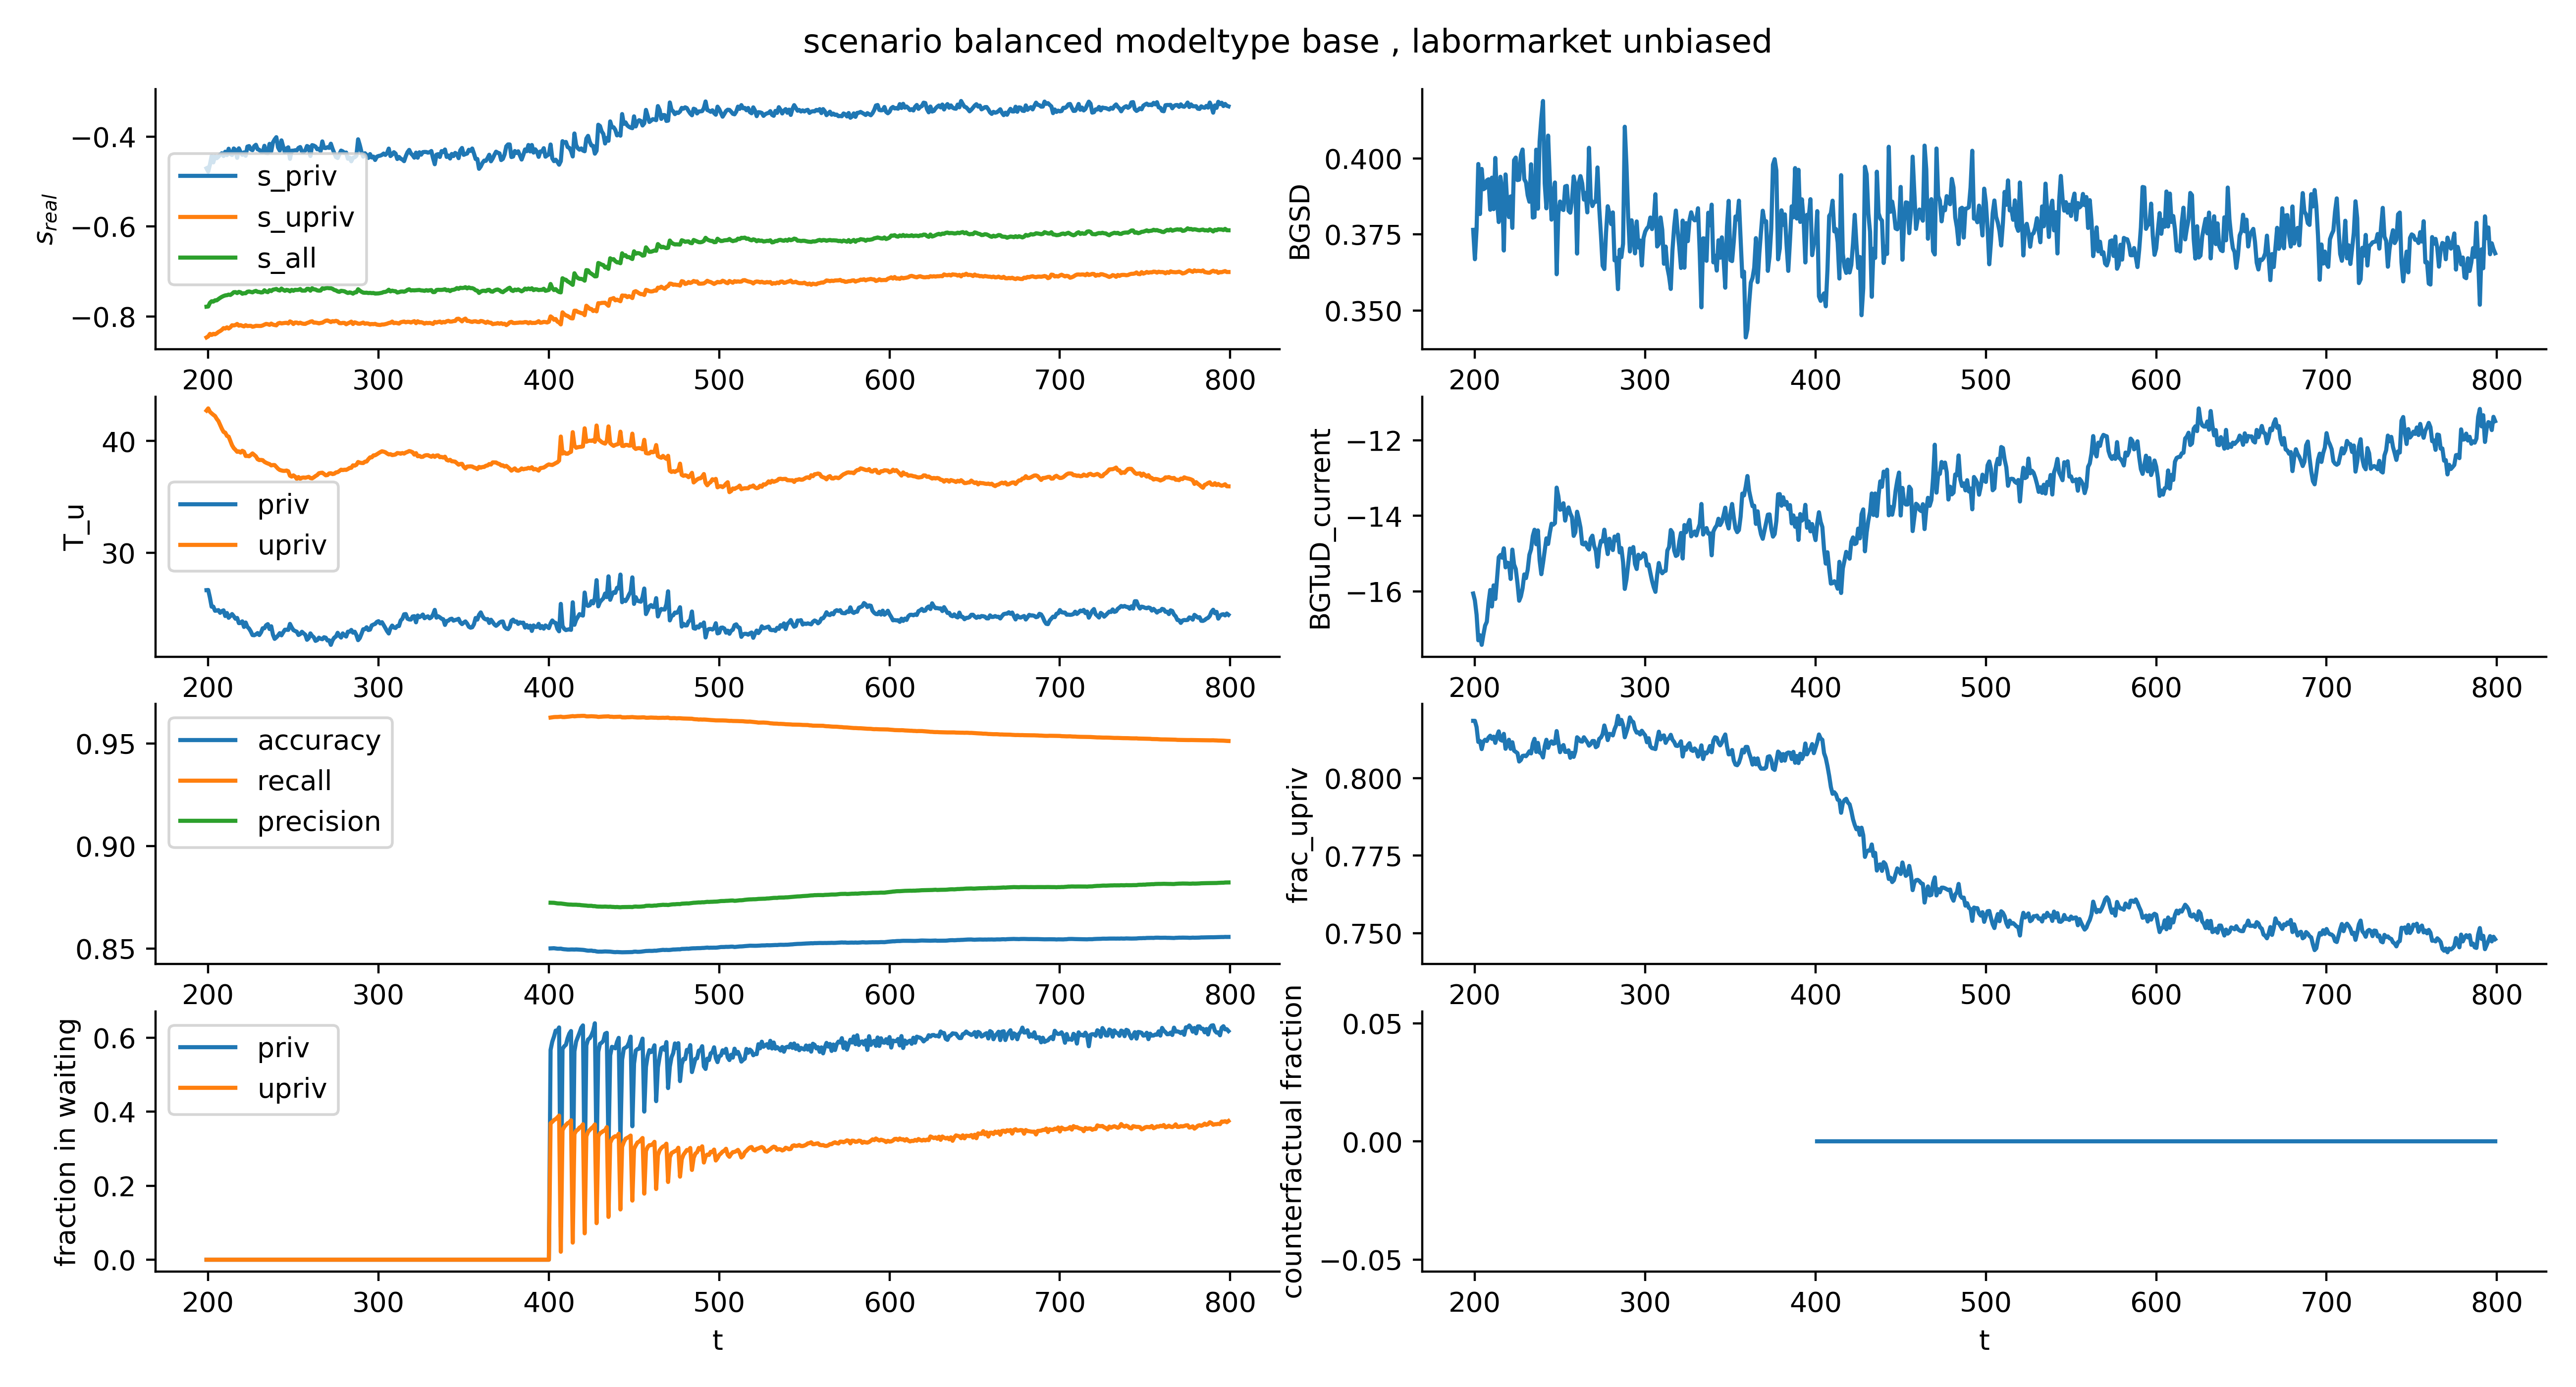 scenario balanced modeltype base , labormarket unbiased
s_real
−0.4
−0.6
−0.8
s_priv
s_upriv
s_all
200 300 400 500 600 700 800
BGSD
0.400
0.375
0.350
200 300 400 500 600 700 800
T_u
40
30
priv
upriv
200 300 400 500 600 700 800
BGTuD_current
−12
−14
−16
200 300 400 500 600 700 800
0.95
0.90
0.85
accuracy
recall
precision
200 300 400 500 600 700 800
frac_upriv
0.800
0.775
0.750
200 300 400 500 600 700 800
fraction in waiting
0.6
0.4
0.2
0.0
priv
upriv
200 300 400 500 600 700 800
t
counterfactual fraction
0.05
0.00
−0.05
200 300 400 500 600 700 800
t